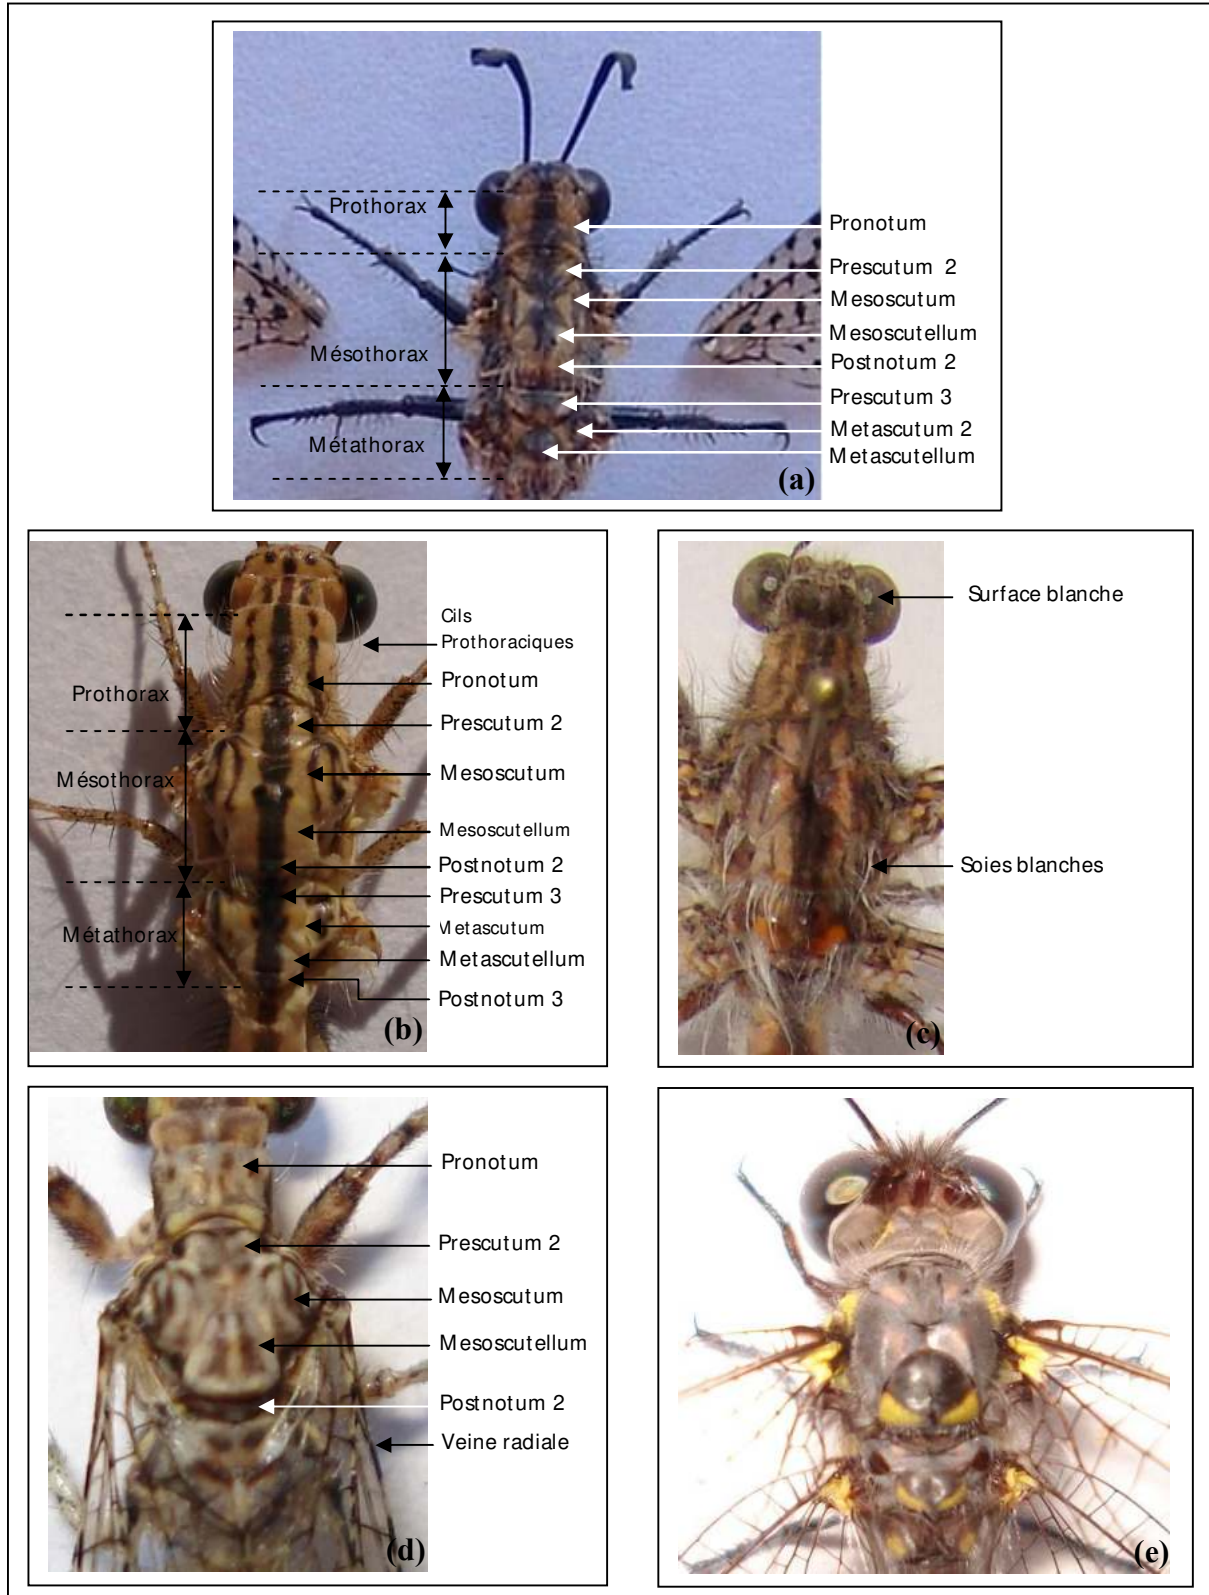 Prothorax
Mésothorax
Métathorax
Pronotum
Prescutum 2
Mesoscutum
Mesoscutellum
Postnotum 2
Prescutum 3
Metascutum 2
Metascutellum
(a)
Prothorax
Mésothorax
Métathorax
Cils
Prothoraciques
Pronotum
Prescutum 2
Mesoscutum
Mesoscutellum
Postnotum 2
Prescutum 3
Metascutum
Metascutellum
Postnotum 3
(b)
Surface blanche
Soies blanches
(c)
Pronotum
Prescutum 2
Mesoscutum
Mesoscutellum
Postnotum 2
Veine radiale
(d)
(e)